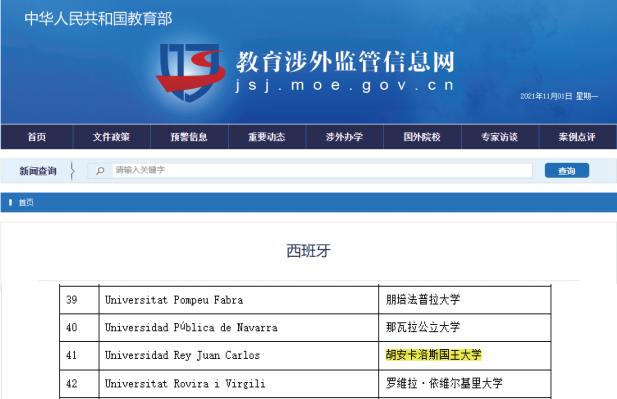 中华人民共和国教育部
教育涉外监管信息网
jsj.moe.gov.cn
2021年11月01日 星期一
首页 文件政策 预警信息 重要动态 涉外办学 国外院校 专家访谈 案例点评
新闻查询 请输入关键字 查询
首页
西班牙
39 Universitat Pompeu Fabra 朋培法普拉大学
40 Universidad Pública de Navarra 那瓦拉公立大学
41 Universidad Rey Juan Carlos 胡安卡洛斯国王大学
42 Universitat Rovira i Virgili 罗维拉·依维尔基里大学